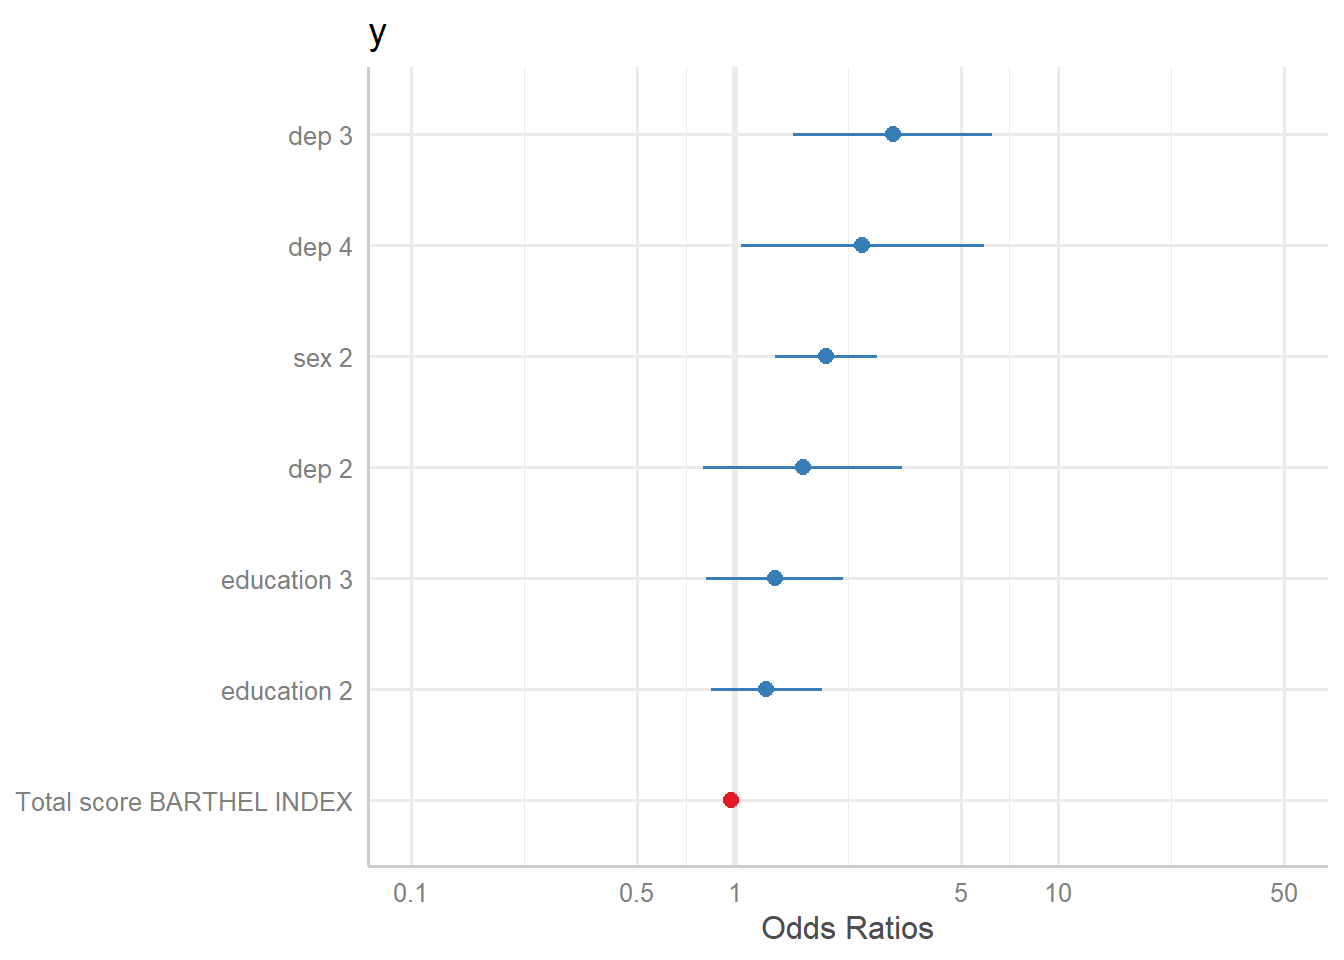 y
dep 3
dep 4
sex 2
dep 2
education 3
education 2
Total score BARTHEL INDEX
0.1 0.5 1 5 10 50
Odds Ratios